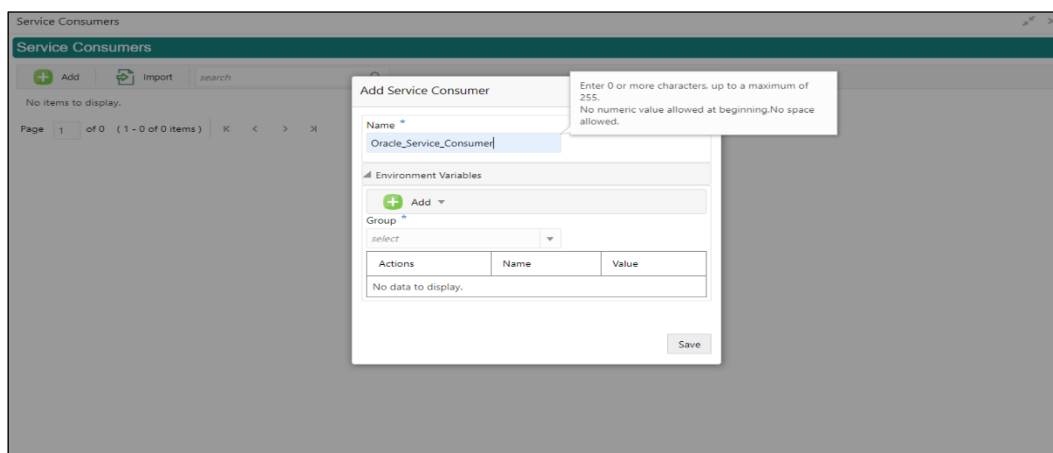 Service Consumers
Service Consumers
Add Import search
No items to display.
Page 1 of 0 ( 1 - 0 of 0 items ) K < > >|
Add Service Consumer
Enter 0 or more characters, up to a maximum of
255.
No numeric value allowed at beginning.No space
allowed.
Name *
Oracle_Service_Consumer
Environment Variables
Add
Group *
select
Actions Name Value
No data to display.
Save